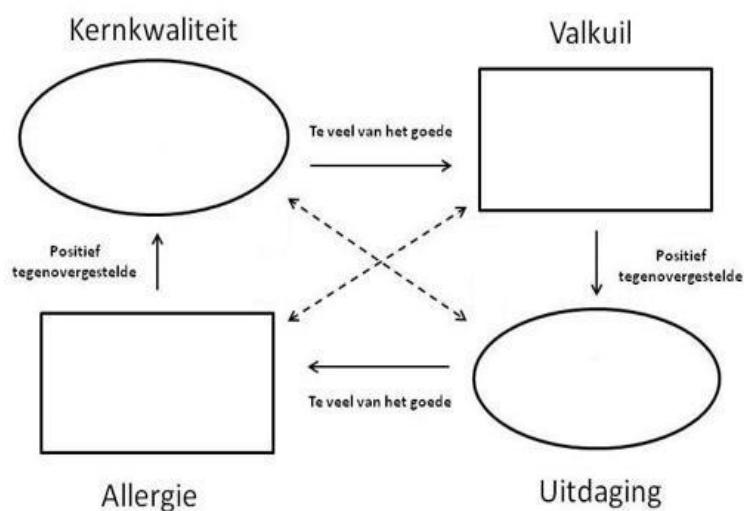 Kernkwaliteit
Valkuil
Te veel van het goede
Positief
tegenovergestelde
Positief
tegenovergestelde
Te veel van het goede
Allergie
Uitdaging